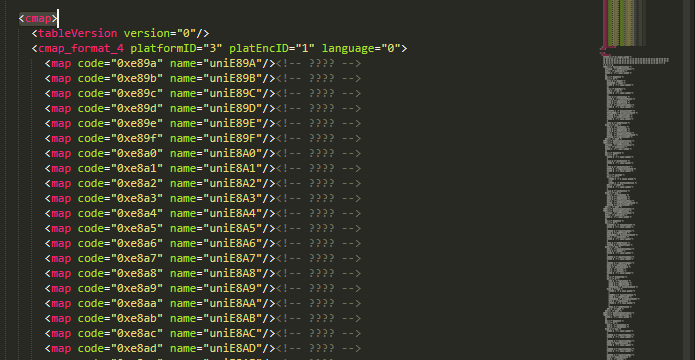 <cmap>
<tableVersion version="0"/>
<cmap_format_4 platformID="3" platEncID="1" language="0">
<map code="0xe89a" name="uniE89A"/><!-- ???? -->
<map code="0xe89b" name="uniE89B"/><!-- ???? -->
<map code="0xe89c" name="uniE89C"/><!-- ???? -->
<map code="0xe89d" name="uniE89D"/><!-- ???? -->
<map code="0xe89e" name="uniE89E"/><!-- ???? -->
<map code="0xe89f" name="uniE89F"/><!-- ???? -->
<map code="0xe8a0" name="uniE8A0"/><!-- ???? -->
<map code="0xe8a1" name="uniE8A1"/><!-- ???? -->
<map code="0xe8a2" name="uniE8A2"/><!-- ???? -->
<map code="0xe8a3" name="uniE8A3"/><!-- ???? -->
<map code="0xe8a4" name="uniE8A4"/><!-- ???? -->
<map code="0xe8a5" name="uniE8A5"/><!-- ???? -->
<map code="0xe8a6" name="uniE8A6"/><!-- ???? -->
<map code="0xe8a7" name="uniE8A7"/><!-- ???? -->
<map code="0xe8a8" name="uniE8A8"/><!-- ???? -->
<map code="0xe8a9" name="uniE8A9"/><!-- ???? -->
<map code="0xe8aa" name="uniE8AA"/><!-- ???? -->
<map code="0xe8ab" name="uniE8AB"/><!-- ???? -->
<map code="0xe8ac" name="uniE8AC"/><!-- ???? -->
<map code="0xe8ad" name="uniE8AD"/><!-- ???? -->